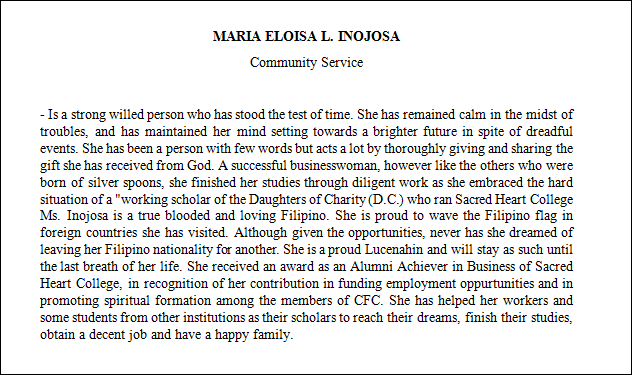 MARIA ELOISA L. INOJOSA
Community Service
- Is a strong willed person who has stood the test of time. She has remained calm in the midst of
troubles, and has maintained her mind setting towards a brighter future in spite of dreadful
events. She has been a person with few words but acts a lot by thoroughly giving and sharing the
gift she has received from God. A successful businesswoman, however like the others who were
born of silver spoons, she finished her studies through diligent work as she embraced the hard
situation of a "working scholar of the Daughters of Charity (D.C.) who ran Sacred Heart College
Ms. Inojosa is a true blooded and loving Filipino. She is proud to wave the Filipino flag in
foreign countries she has visited. Although given the opportunities, never has she dreamed of
leaving her Filipino nationality for another. She is a proud Lucenahin and will stay as such until
the last breath of her life. She received an award as an Alumni Achiever in Business of Sacred
Heart College, in recognition of her contribution in funding employment oppurtunities and in
promoting spiritual formation among the members of CFC. She has helped her workers and
some students from other institutions as their scholars to reach their dreams, finish their studies,
obtain a decent job and have a happy family.